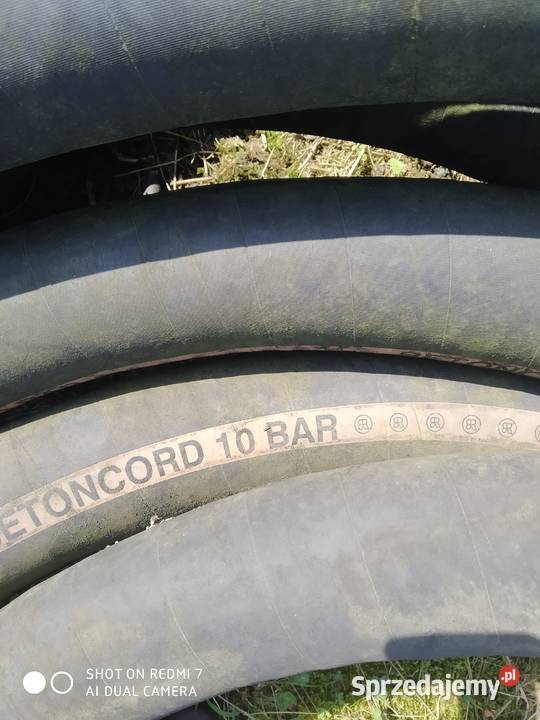 ETONCORD 10 BAR
SHOT ON REDMI 7
AI DUAL CAMERA
Sprzedajemy.pl